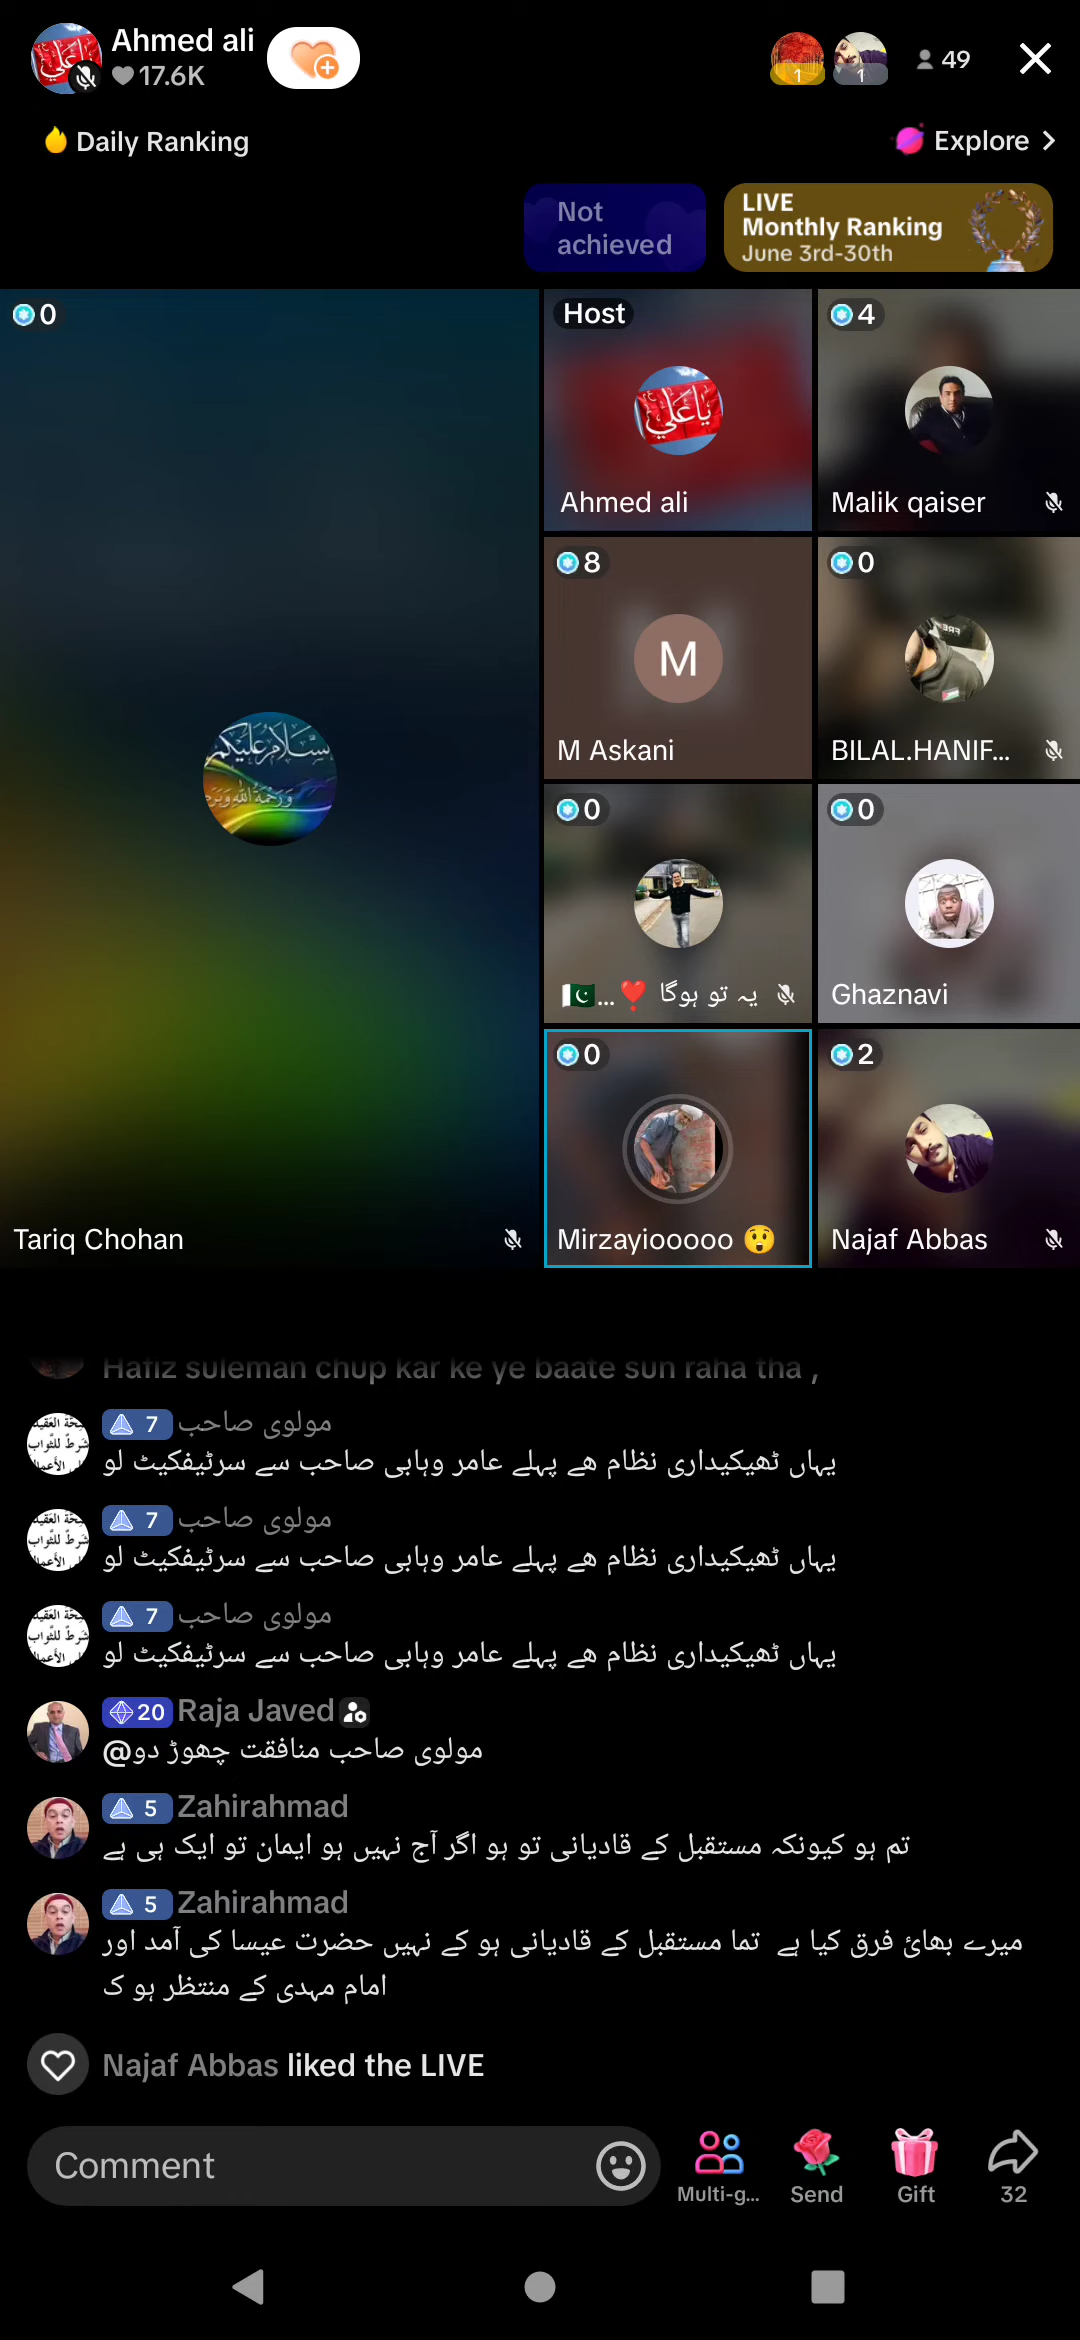 Ahmed ali
17.6K
1
1
49
Daily Ranking
Explore
Not
achieved
LIVE
Monthly Ranking
June 3rd-30th
0
Host
يا علي
Ahmed ali
4
Malik qaiser
8
M
M Askani
0
BILAL.HANIF...
0
یہ تو ہوگا ❣️...🇵🇰
0
Ghaznavi
Tariq Chohan
0
Mirzayiooooo 😲
2
Najaf Abbas
Hafiz suleman chup kar ke ye baate sun raha tha ,
7 مولوی صاحب
یہاں ٹھیکیداری نظام ھے پہلے عامر وہابی صاحب سے سرٹیفکیٹ لو
7 مولوی صاحب
یہاں ٹھیکیداری نظام ھے پہلے عامر وہابی صاحب سے سرٹیفکیٹ لو
7 مولوی صاحب
یہاں ٹھیکیداری نظام ھے پہلے عامر وہابی صاحب سے سرٹیفکیٹ لو
20 Raja Javed
@مولوی صاحب منافقت چھوڑ دو
5 Zahirahmad
تم ہو کیونکہ مستقبل کے قادیانی تو ہو اگر آج نہیں ہو ایمان تو ایک ہی ہے
5 Zahirahmad
میرے بھائ فرق کیا ہے تما مستقبل کے قادیانی ہو کے نہیں حضرت عیسا کی آمد اور
امام مہدی کے منتظر ہو ک
Najaf Abbas liked the LIVE
Comment
Multi-g...
Send
Gift
32